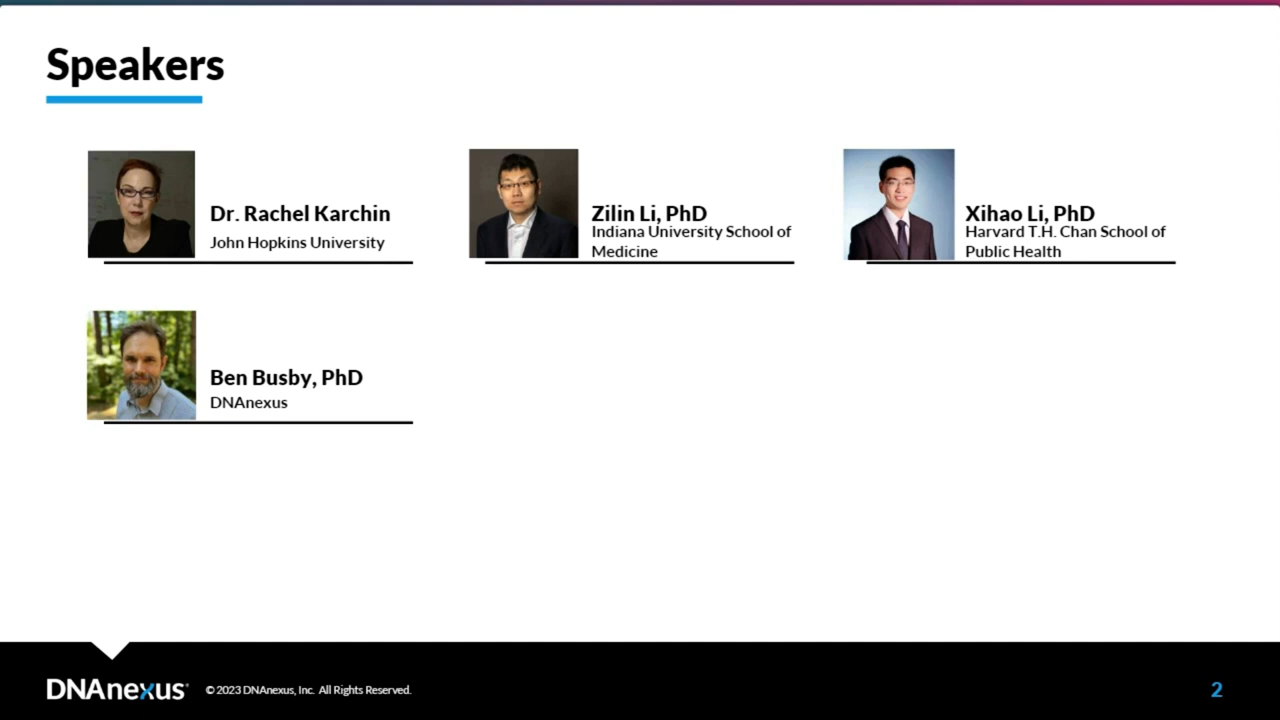 Speakers
Dr. Rachel Karchin
John Hopkins University
Zilin Li, PhD
Indiana University School of
Medicine
Xihao Li, PhD
Harvard T.H. Chan School of
Public Health
Ben Busby, PhD
DNAnexus
DNAnexus®
© 2023 DNAnexus, Inc. All Rights Reserved.
2